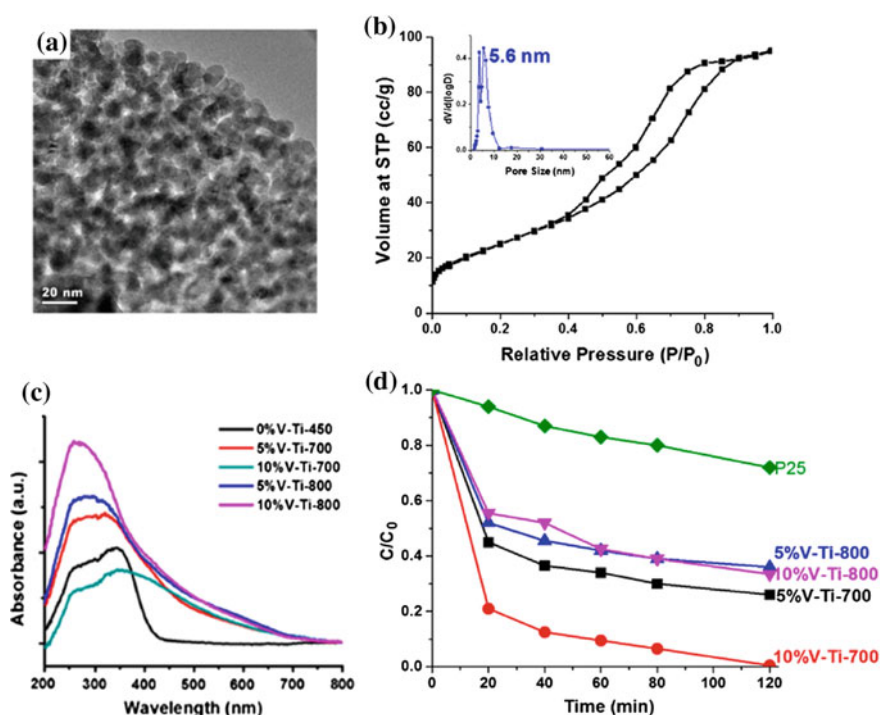 (a)
20 nm
(b)
Volume at STP (cc/g)
100
80
60
40
20
0
0.0 0.2 0.4 0.6 0.8 1.0
Relative Pressure (P/P0)
5.6 nm
dV/d(logD)
0.4
0.2
0.0
0 10 20 30 40 50 60
Pore Size (nm)
(c)
Absorbance (a.u.)
0%V-Ti-450
5%V-Ti-700
10%V-Ti-700
5%V-Ti-800
10%V-Ti-800
200 300 400 500 600 700 800
Wavelength (nm)
(d)
C/C0
1.0
0.8
0.6
0.4
0.2
0.0
P25
5%V-Ti-800
10%V-Ti-800
5%V-Ti-700
10%V-Ti-700
0 20 40 60 80 100 120
Time (min)